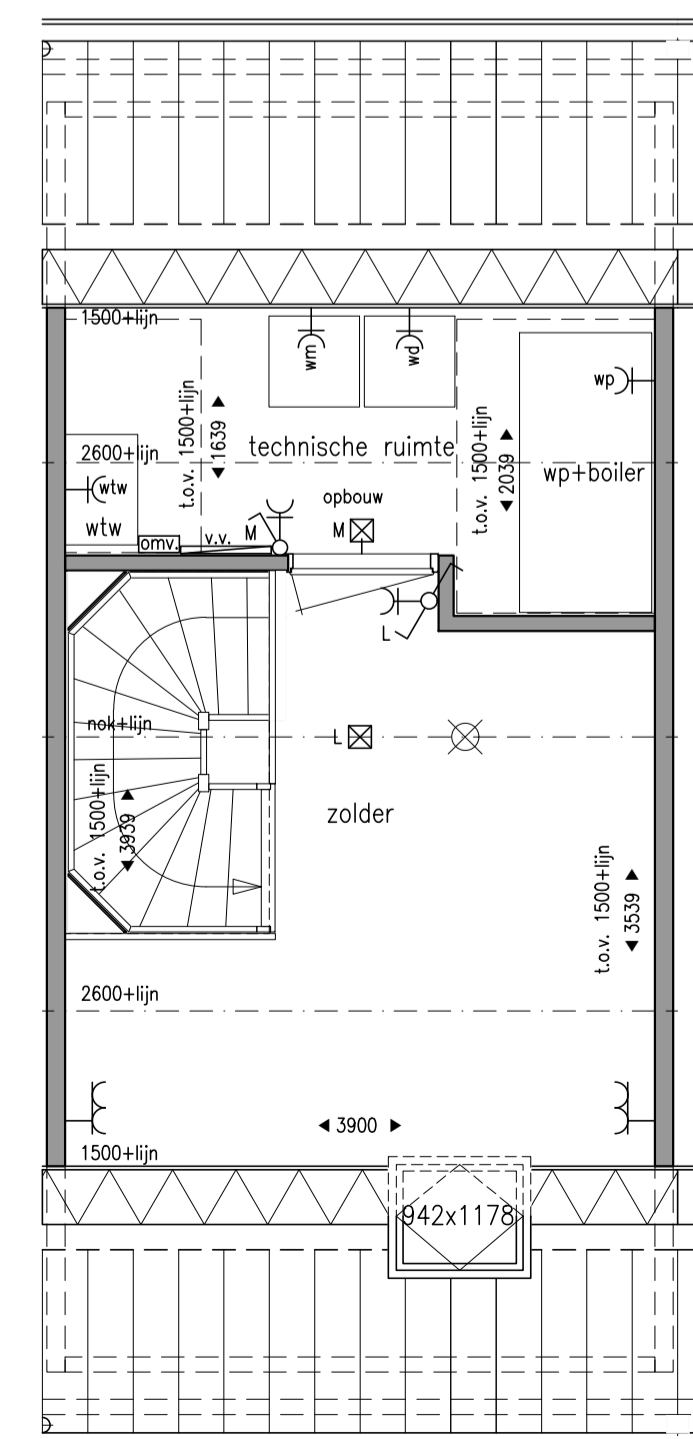 1500+lijn
wm
wd
wp
t.o.v. 1500+lijn
◄1639 ►
t.o.v. 1500+lijn
◄2039 ►
2600+lijn
technische ruimte
wp+boiler
wtw
wtw
opbouw
M
M
omv.
v.v.
L
nok+lijn
L
t.o.v. 1500+lijn
◄ 3939 ►
zolder
t.o.v. 1500+lijn
◄ 3539 ►
2600+lijn
◄ 3900 ►
1500+lijn
942x1178